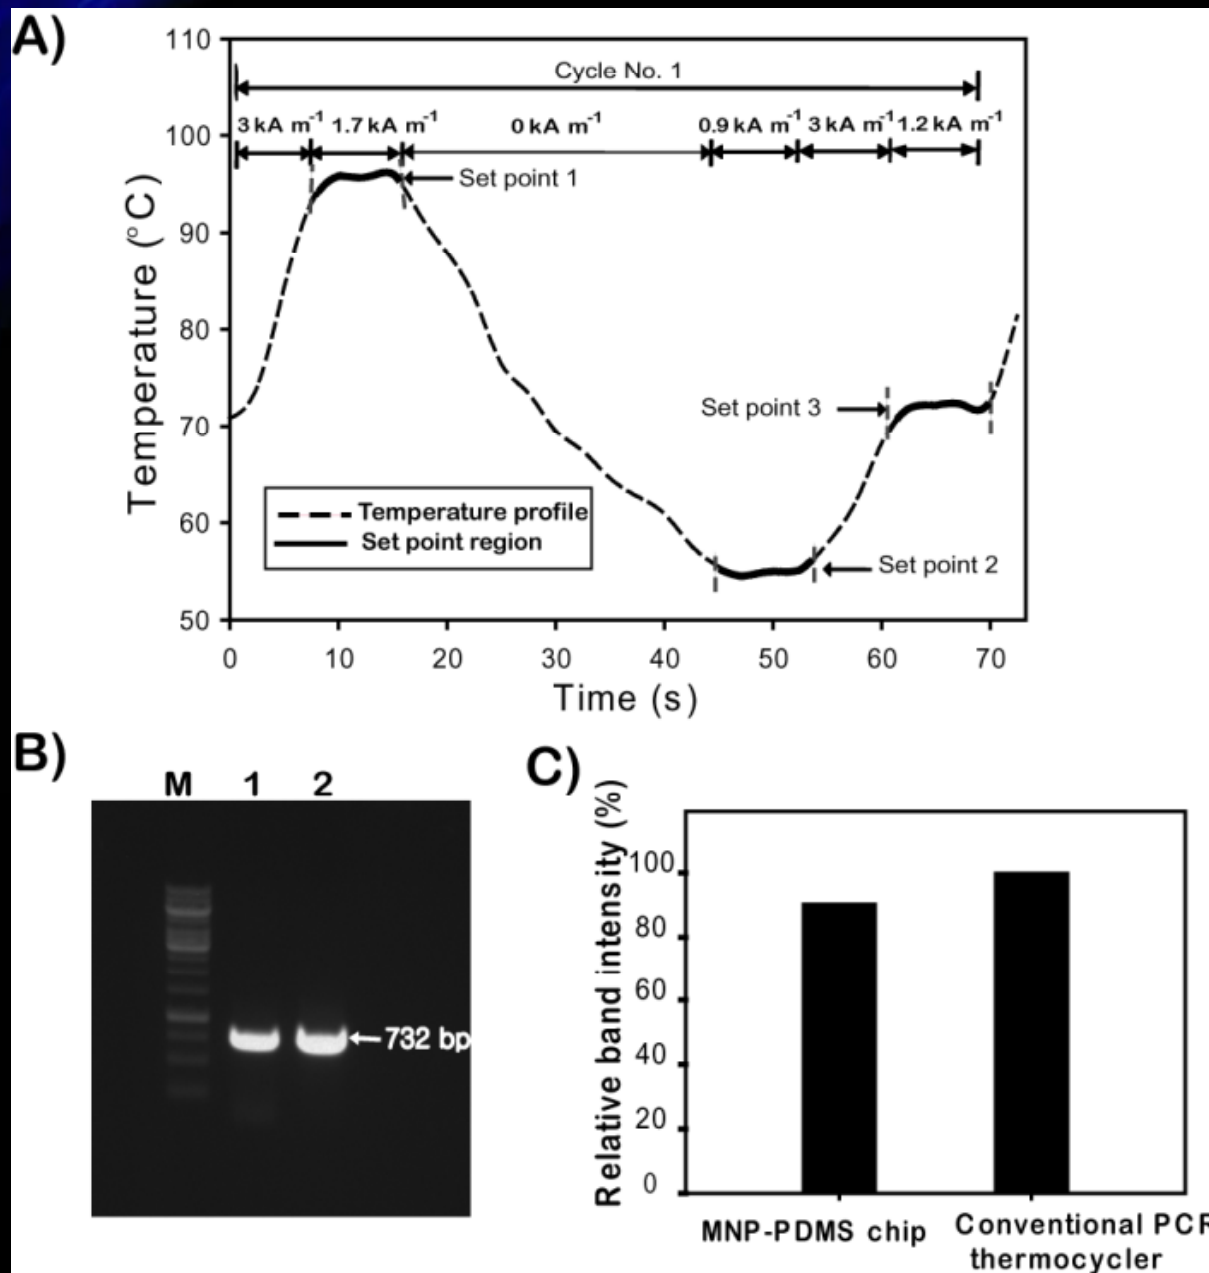 A)
110
100
90
80
70
60
50
Temperature (°C)
Cycle No. 1
3 kA m⁻¹ 1.7 kA m⁻¹ 0 kA m⁻¹ 0.9 kA m⁻¹ 3 kA m⁻¹ 1.2 kA m⁻¹
Set point 1
Set point 3
Set point 2
Temperature profile
Set point region
0 10 20 30 40 50 60 70
Time (s)
B)
M 1 2
732 bp
C)
Relative band intensity (%)
100
80
60
40
20
0
MNP-PDMS chip
Conventional PCR
thermocycler